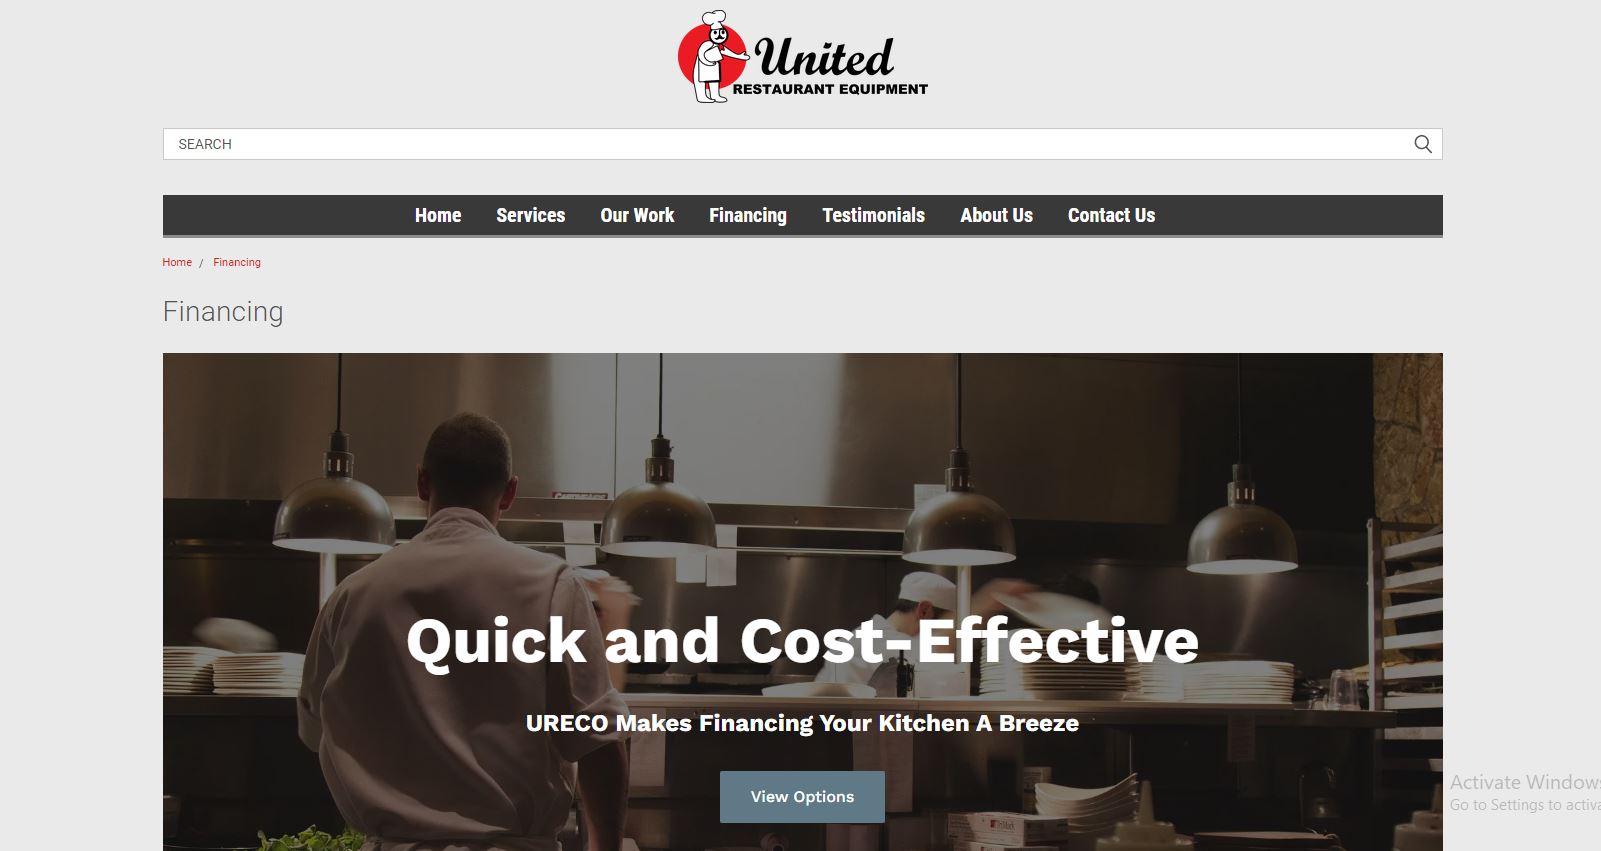 United
RESTAURANT EQUIPMENT
SEARCH
Home Services Our Work Financing Testimonials About Us Contact Us
Home / Financing
Financing
Quick and Cost-Effective
URECO Makes Financing Your Kitchen A Breeze
View Options
Activate Windows
Go to Settings to activa